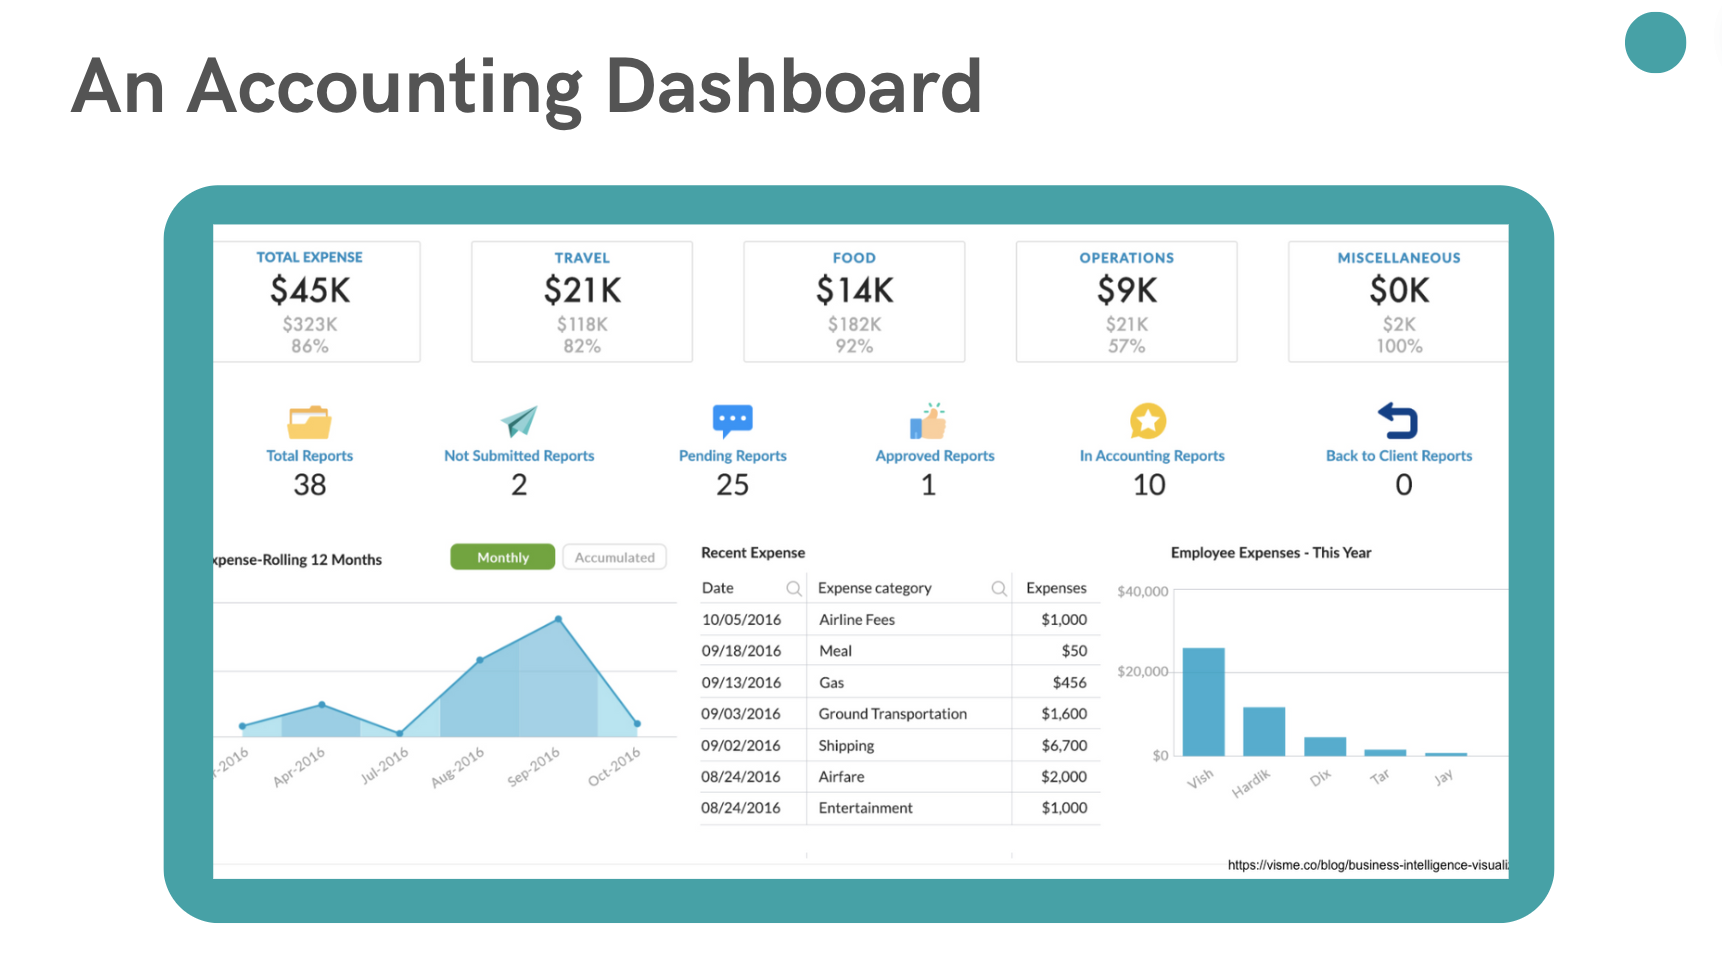 An Accounting Dashboard
TOTAL EXPENSE
$45K
$323K
86%
TRAVEL
$21K
$118K
82%
FOOD
$14K
$182K
92%
OPERATIONS
$9K
$21K
57%
MISCELLANEOUS
$0K
$2K
100%
Total Reports
38
Not Submitted Reports
2
Pending Reports
25
Approved Reports
1
In Accounting Reports
10
Back to Client Reports
0
xpense-Rolling 12 Months
Monthly
Accumulated
r-2016
Apr-2016
Jul-2016
Aug-2016
Sep-2016
Oct-2016
Recent Expense
Date Expense category Expenses
10/05/2016 Airline Fees $1,000
09/18/2016 Meal $50
09/13/2016 Gas $456
09/03/2016 Ground Transportation $1,600
09/02/2016 Shipping $6,700
08/24/2016 Airfare $2,000
08/24/2016 Entertainment $1,000
Employee Expenses - This Year
$40,000
$20,000
$0
Vish
Hardik
Dix
Tar
Jay
https://visme.co/blog/business-intelligence-visuali